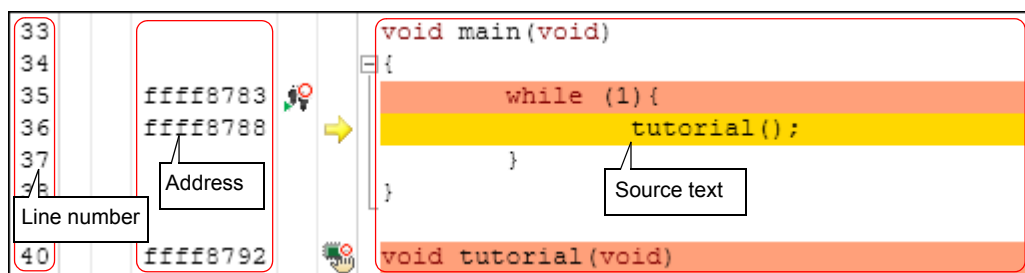 33 void main(void)
34 {
35 ffff8783 while (1){
36 ffff8788 tutorial();
37 }
38 }
Address
Source text
Line number
40 ffff8792 void tutorial(void)